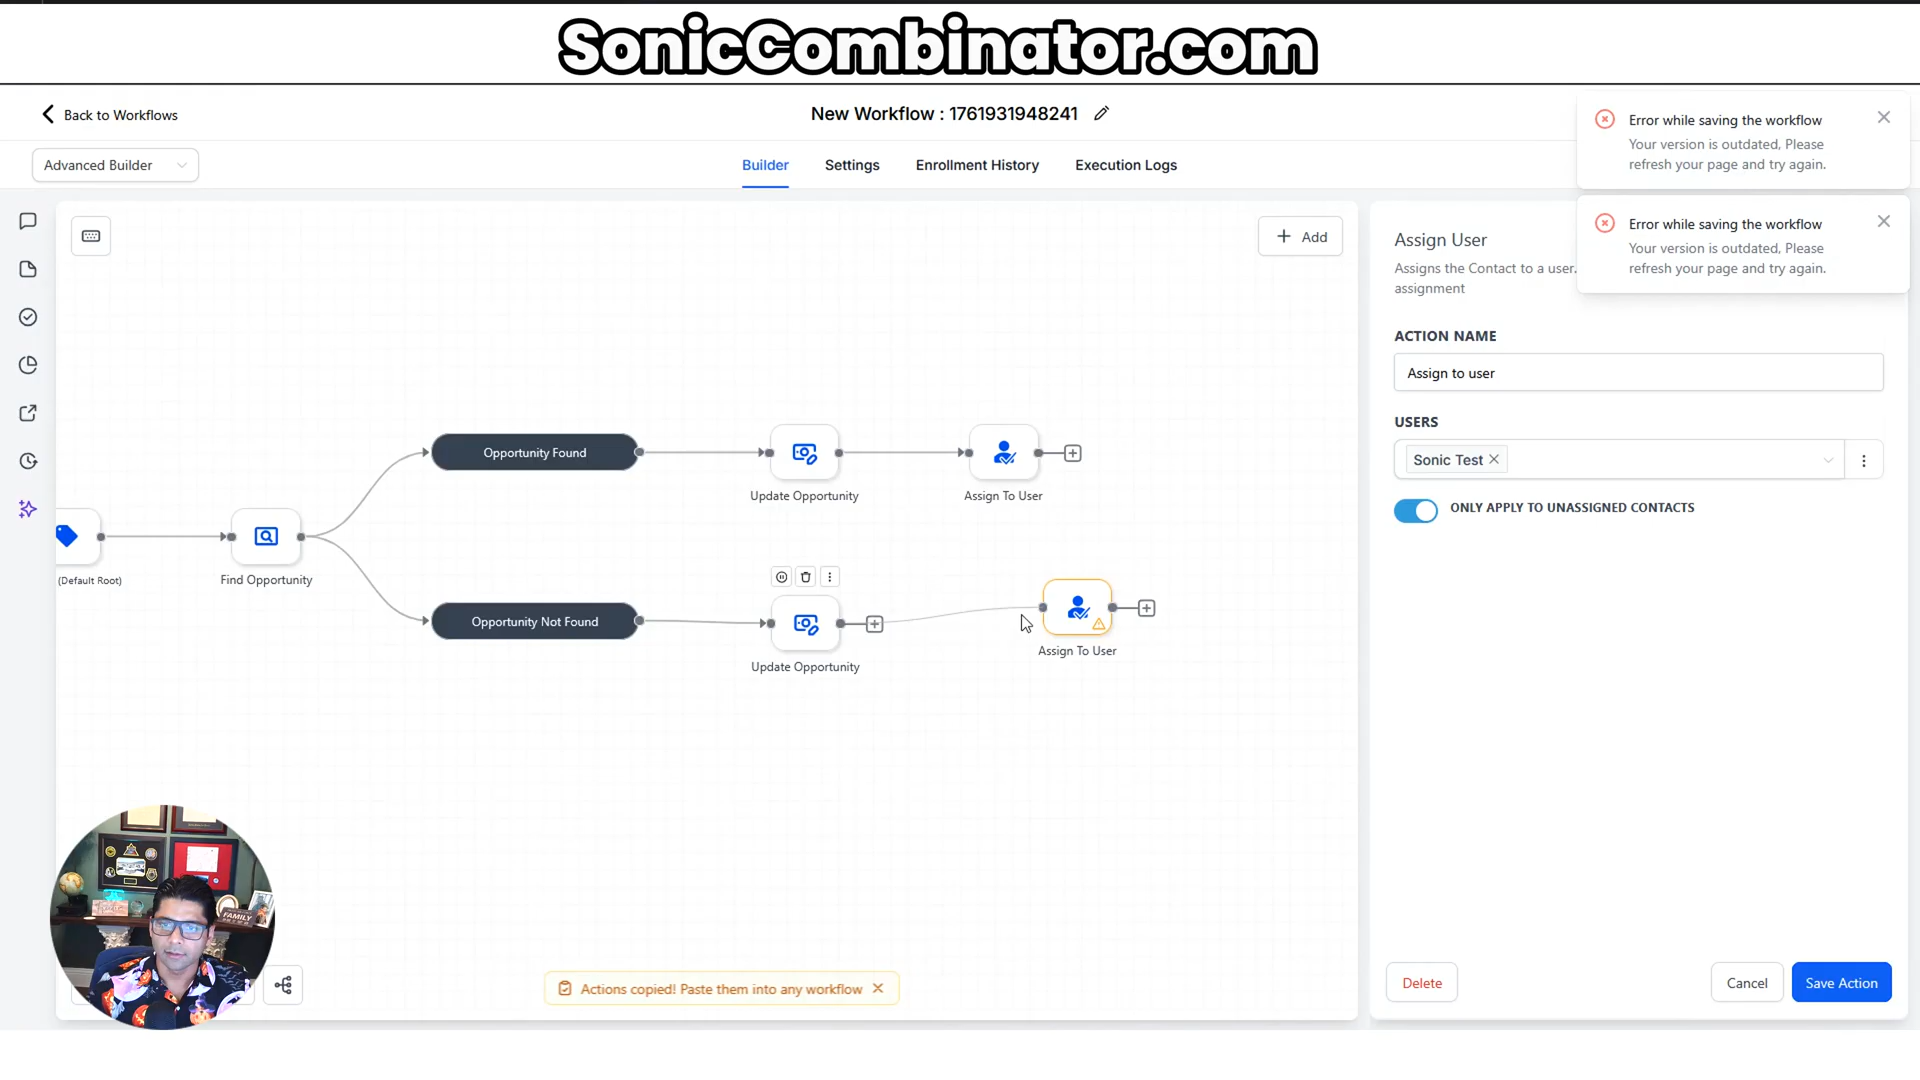 SonicCombinator.com
Back to Workflows
New Workflow : 1761931948241
Advanced Builder
Builder
Settings
Enrollment History
Execution Logs
Error while saving the workflow
Your version is outdated, Please
refresh your page and try again.
Error while saving the workflow
Your version is outdated, Please
refresh your page and try again.
Add
Assign User
Assigns the Contact to a user.
assignment
ACTION NAME
Assign to user
USERS
Sonic Test
ONLY APPLY TO UNASSIGNED CONTACTS
Opportunity Found
Update Opportunity
Assign To User
(Default Root)
Find Opportunity
Opportunity Not Found
Update Opportunity
Assign To User
FAMILY
Actions copied! Paste them into any workflow
Delete
Cancel
Save Action